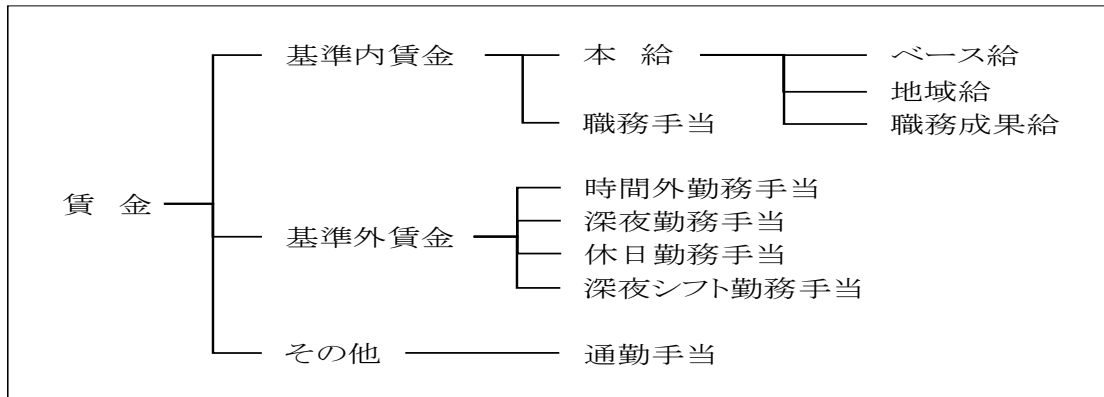 基準内賃金 本 給 ベース給
地域給
職務手当 職務成果給
時間外勤務手当
賃 金 深夜勤務手当
基準外賃金
休日勤務手当
深夜シフト勤務手当
その他 通勤手当